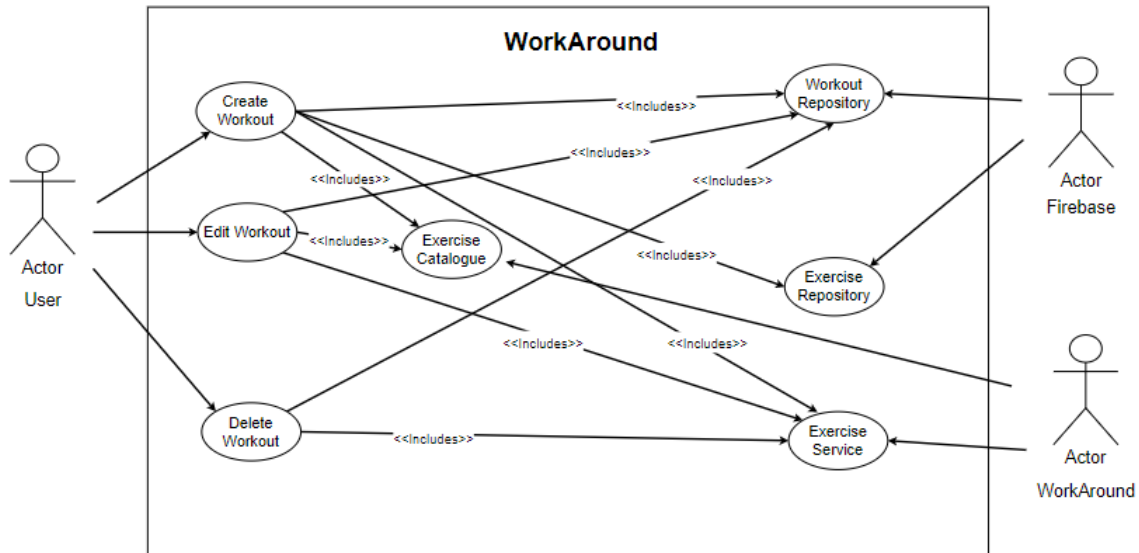 WorkAround
Create
Workout
Workout
Repository
<<Includes>>
<<Includes>>
<<Includes>>
<<Includes>>
Actor
Firebase
Edit Workout
<<Includes>>
Exercise
Catalogue
<<Includes>>
Actor
User
Exercise
Repository
<<Includes>>
<<Includes>>
Delete
Workout
<<Includes>>
Exercise
Service
Actor
WorkAround